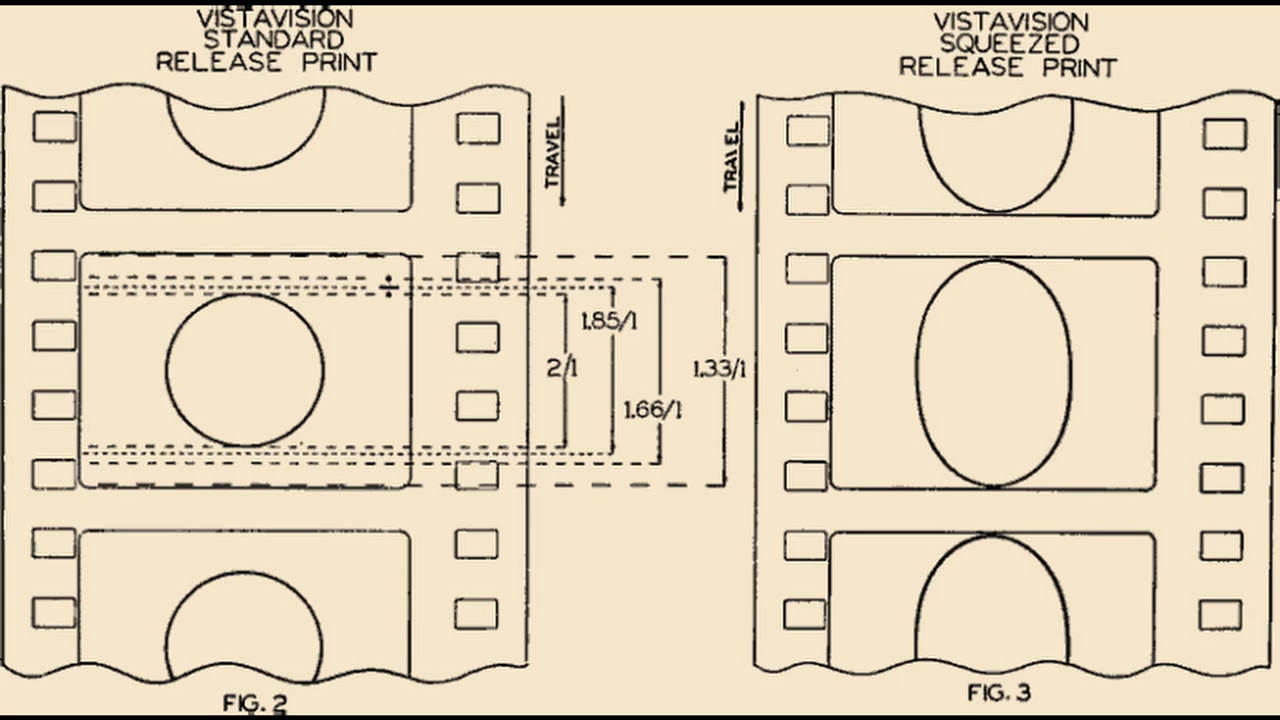 VISTAVISION
STANDARD
RELEASE PRINT
VISTAVISION
SQUEEZED
RELEASE PRINT
TRAVEL
TRAVEL
1.85/1
2/1
1.33/1
1.66/1
FIG. 2
FIG. 3